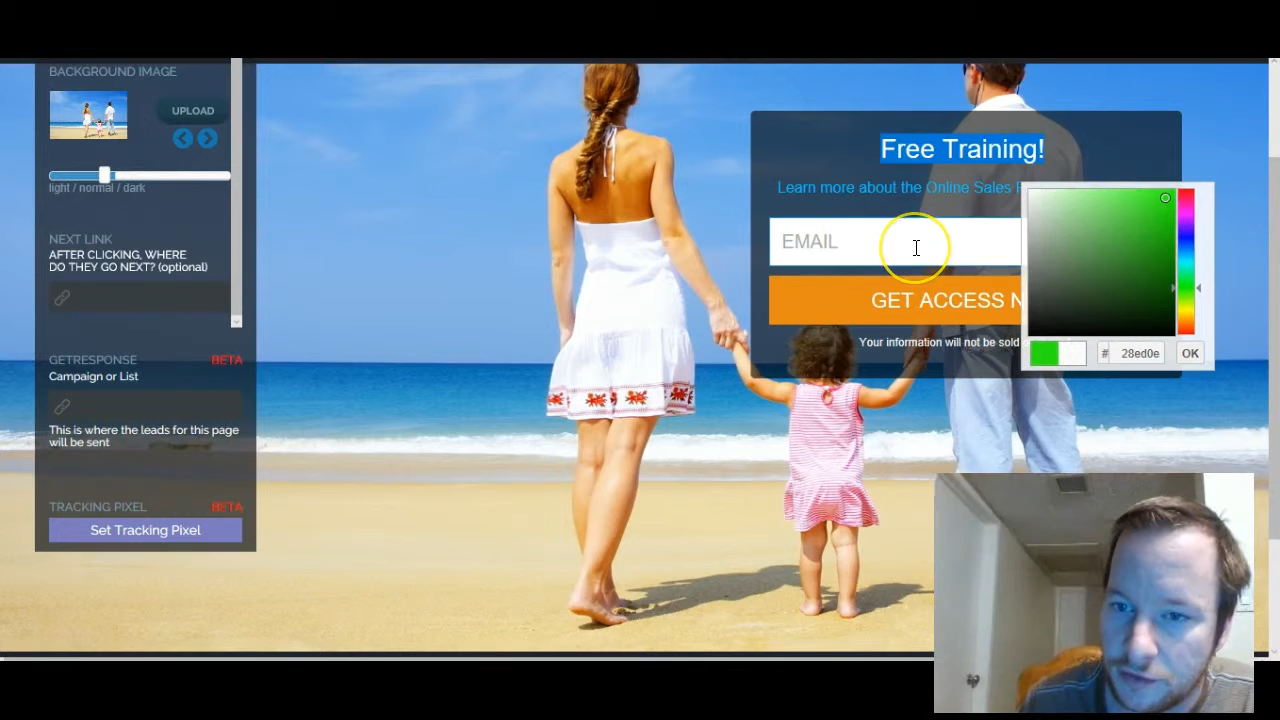 BACKGROUND IMAGE
UPLOAD
light / normal / dark
NEXT LINK
AFTER CLICKING, WHERE
DO THEY GO NEXT? (optional)
GETRESPONSE BETA
Campaign or List
This is where the leads for this page
will be sent
TRACKING PIXEL BETA
Set Tracking Pixel
Free Training!
Learn more about the Online Sales
EMAIL
GET ACCESS N
Your information will not be sold
# 28ed0e OK